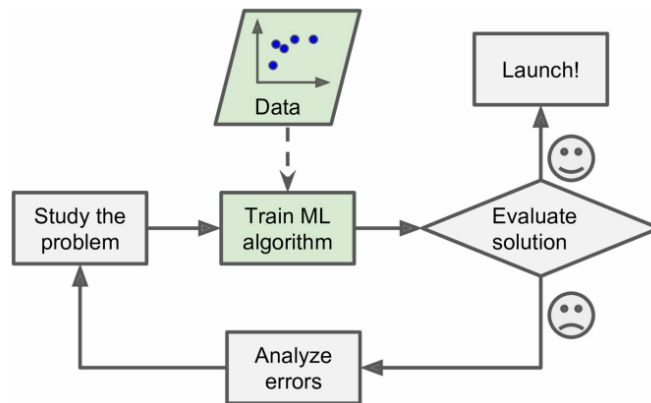 Data
Launch!
Study the
problem
Train ML
algorithm
Evaluate
solution
Analyze
errors